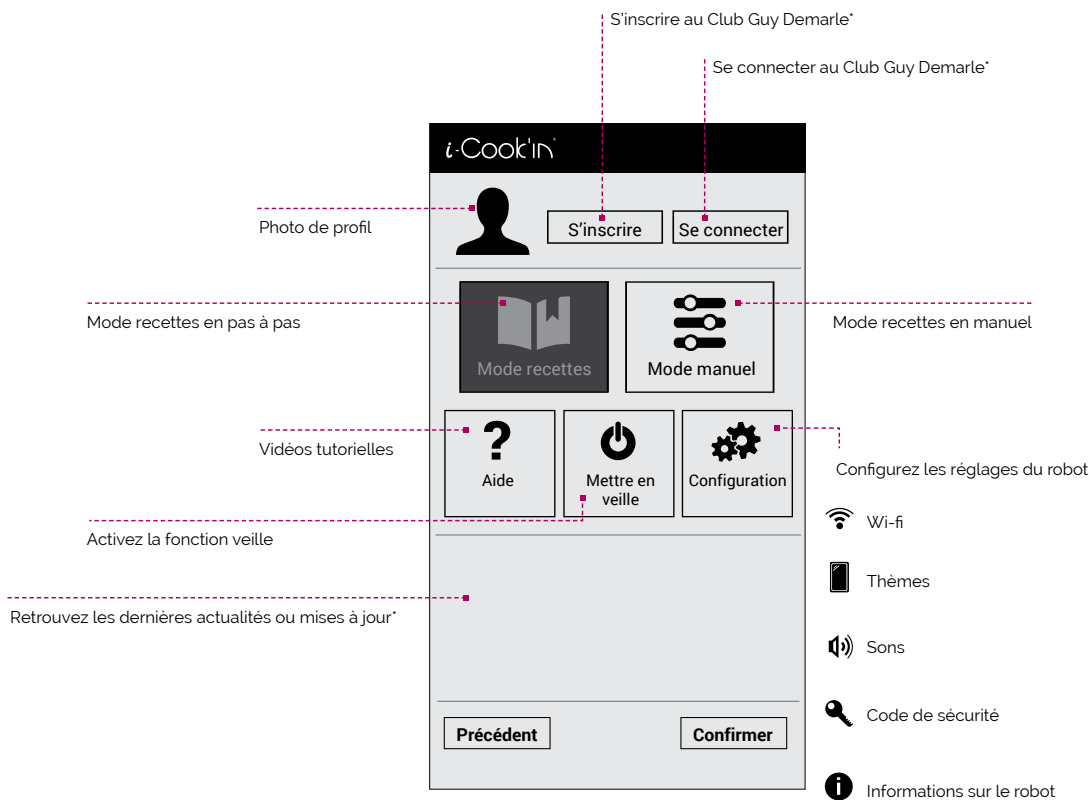 S'inscrire au Club Guy Demarle*
Se connecter au Club Guy Demarle*
i-Cook'in
Photo de profil
S'inscrire
Se connecter
Mode recettes en pas à pas
Mode recettes en manuel
Mode recettes
Mode manuel
Vidéos tutorielles
?
Aide
Mettre en
veille
Configuration
Configurez les réglages du robot
Activez la fonction veille
Wi-fi
Thèmes
Retrouvez les dernières actualités ou mises à jour*
Sons
Code de sécurité
Précédent
Confirmer
i
Informations sur le robot